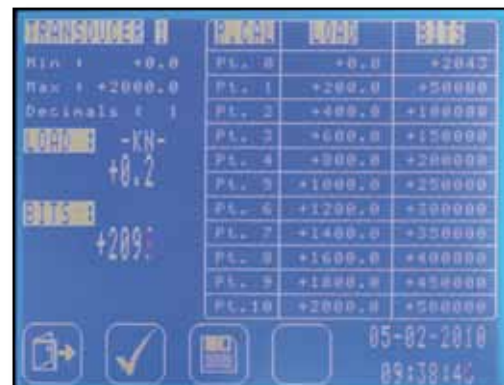 TRANSDUCER 1
Min : +0.0
Max : +2000.0
Decimals : 1
LOAD : -KN-
+0.2
BITS :
P.CAL LOAD BITS
Pt. 0 +0.0 +2043
Pt. 1 +200.0 +50000
Pt. 2 +400.0 +100000
Pt. 3 +600.0 +150000
Pt. 4 +800.0 +200000
Pt. 5 +1000.0 +250000
Pt. 6 +1200.0 +300000
Pt. 7 +1400.0 +350000
Pt. 8 +1600.0 +400000
Pt. 9 +1800.0 +450000
Pt.10 +2000.0 +500000
05-02-2010